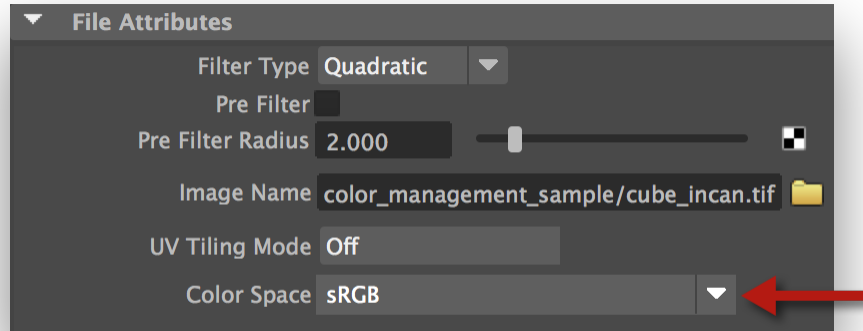 File Attributes
Filter Type Quadratic
Pre Filter
Pre Filter Radius 2.000
Image Name color_management_sample/cube_incan.tif
UV Tiling Mode Off
Color Space sRGB